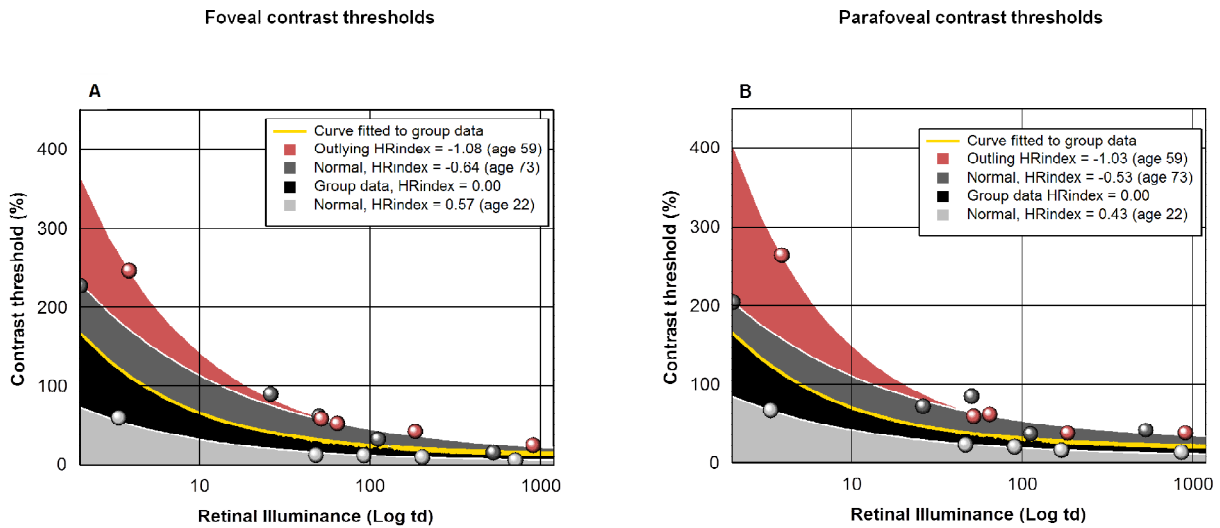 Foveal contrast thresholds
A
Contrast threshold (%)
400
300
200
100
0
Curve fitted to group data
Outlying HRindex = -1.08 (age 59)
Normal, HRindex = -0.64 (age 73)
Group data, HRindex = 0.00
Normal, HRindex = 0.57 (age 22)
10
100
1000
Retinal Illuminance (Log td)
Parafoveal contrast thresholds
B
Contrast threshold (%)
400
300
200
100
0
Curve fitted to group data
Outling HRindex = -1.03 (age 59)
Normal, HRindex = -0.53 (age 73)
Group data HRindex = 0.00
Normal, HRindex = 0.43 (age 22)
10
100
1000
Retinal Illuminance (Log td)